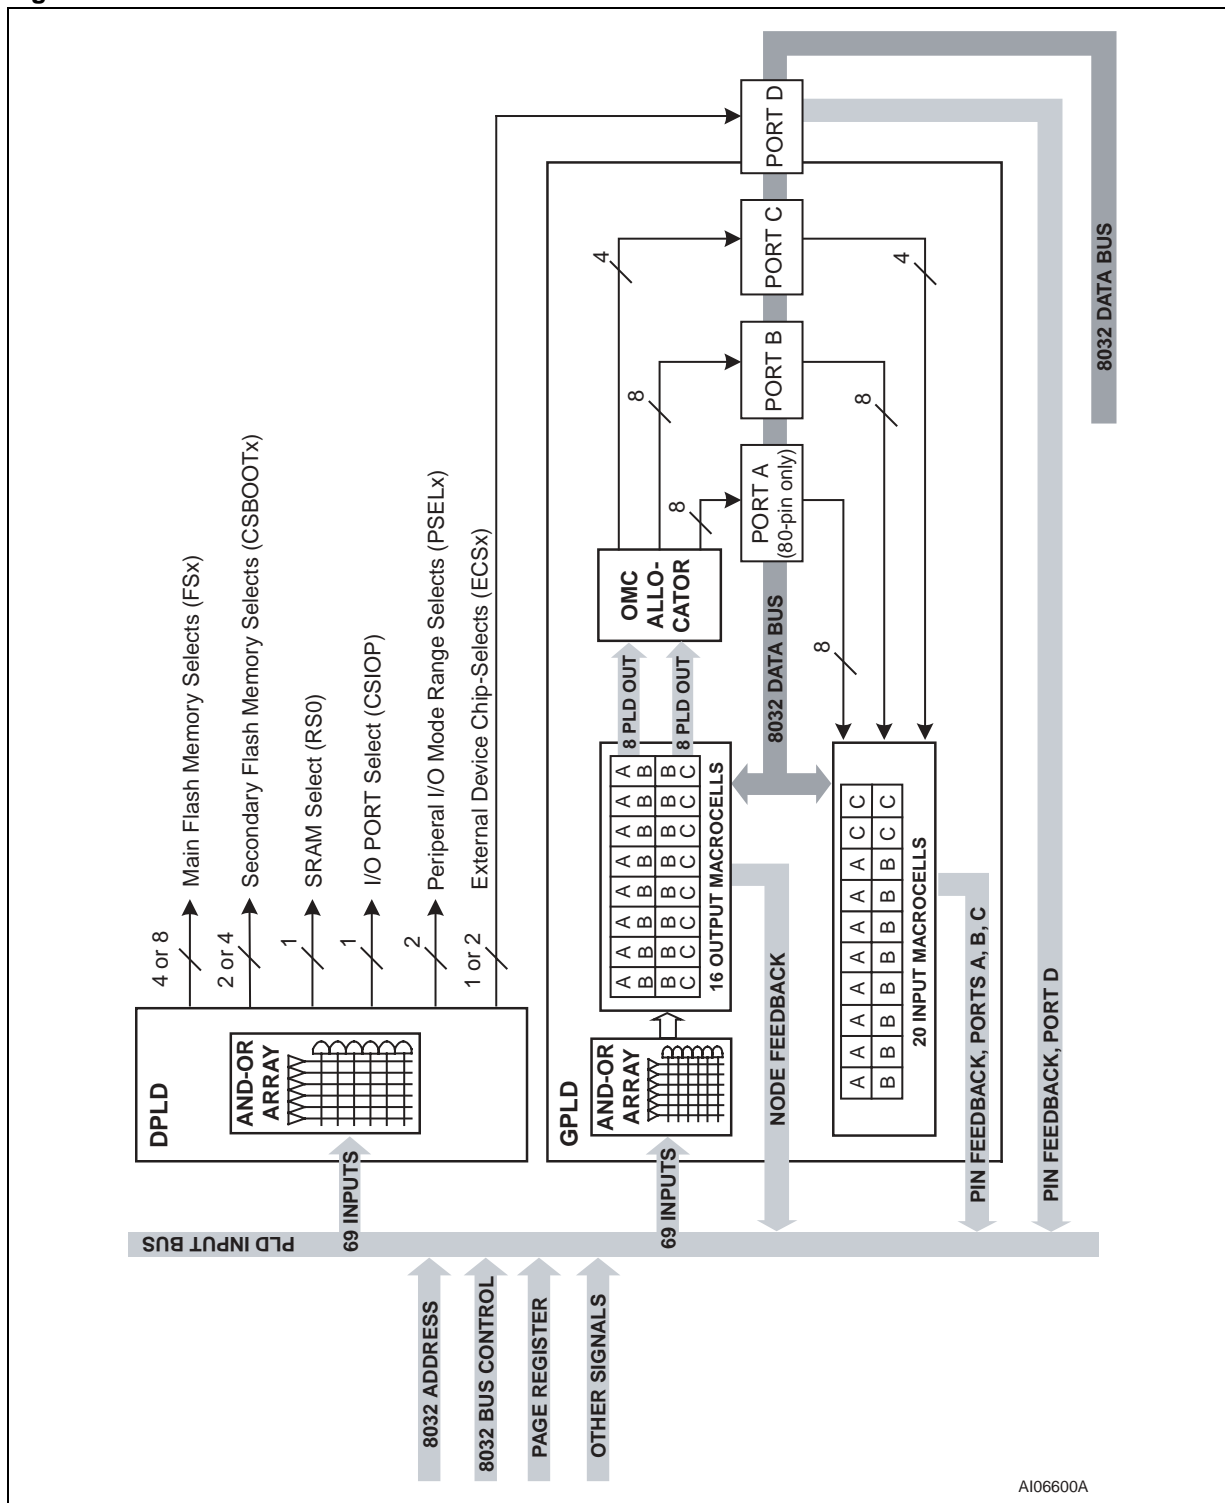 8032 ADDRESS
8032 BUS CONTROL
PAGE REGISTER
OTHER SIGNALS
PLD INPUT BUS
69 INPUTS
69 INPUTS
DPLD
AND-OR
ARRAY
4 or 8
Main Flash Memory Selects (FSx)
2 or 4
Secondary Flash Memory Selects (CSBOOTx)
1
SRAM Select (RS0)
1
I/O PORT Select (CSIOP)
2
Peripheral I/O Mode Range Selects (PSELx)
1 or 2
External Device Chip-Selects (ECSx)
GPLD
AND-OR
ARRAY
A A A A A A A A
B B B B B B B B
B B B B B B B B
C C C C C C C C
16 OUTPUT MACROCELLS
8 PLD OUT
8 PLD OUT
OMC
ALLO-
CATOR
4
8
8
PORT D
PORT C
PORT B
PORT A
(80-pin only)
4
8
8
8032 DATA BUS
8032 DATA BUS
A A A A A A A A C C
B B B B B B B B C C
20 INPUT MACROCELLS
NODE FEEDBACK
PIN FEEDBACK, PORTS A, B, C
PIN FEEDBACK, PORT D
AI06600A